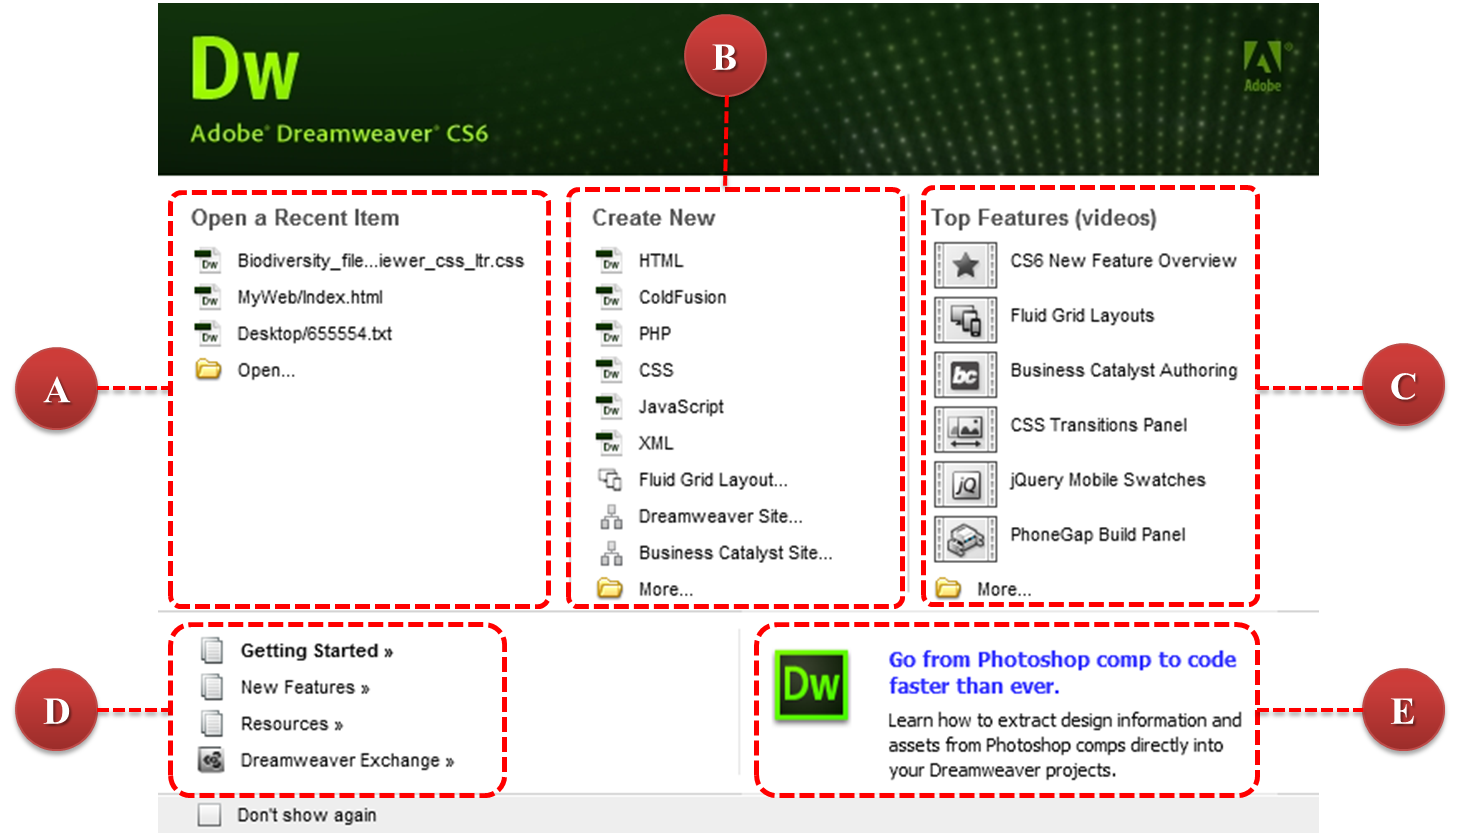 Dw
Adobe® Dreamweaver® CS6
B
Adobe®
A
Open a Recent Item
Biodiversity_file...iewer_css_ltr.css
MyWeb/Index.html
Desktop/655554.txt
Open...
Create New
HTML
ColdFusion
PHP
CSS
JavaScript
XML
Fluid Grid Layout...
Dreamweaver Site...
Business Catalyst Site...
More...
Top Features (videos)
CS6 New Feature Overview
Fluid Grid Layouts
bc
Business Catalyst Authoring
CSS Transitions Panel
jQ
jQuery Mobile Swatches
PhoneGap Build Panel
More...
C
D
Getting Started »
New Features »
Resources »
Dreamweaver Exchange »
Dw
Go from Photoshop comp to code
faster than ever.
Learn how to extract design information and
assets from Photoshop comps directly into
your Dreamweaver projects.
E
Don't show again